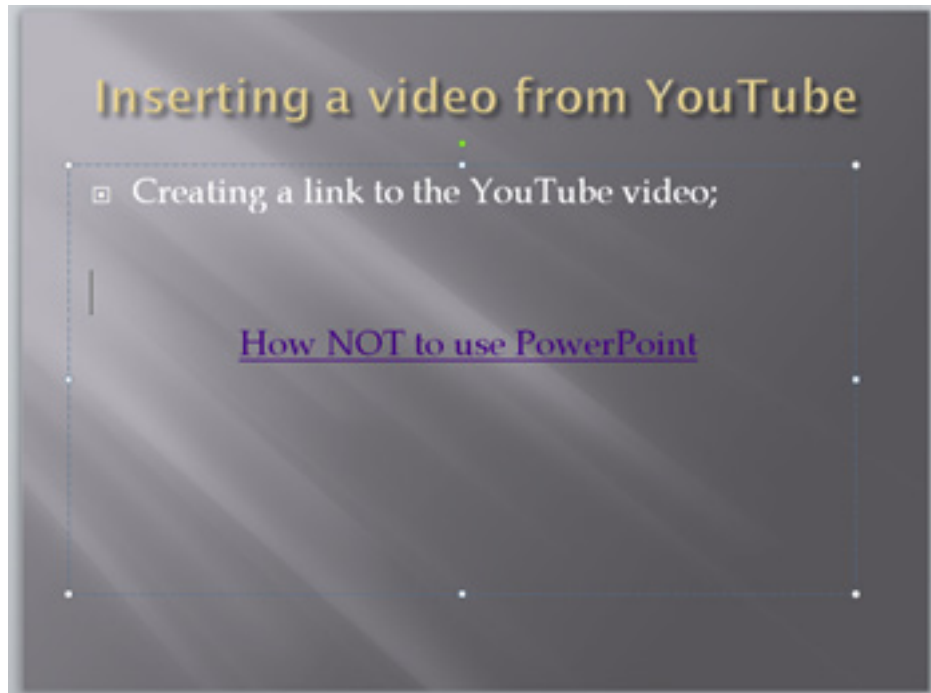 Inserting a video from YouTube
Creating a link to the YouTube video;
How NOT to use PowerPoint